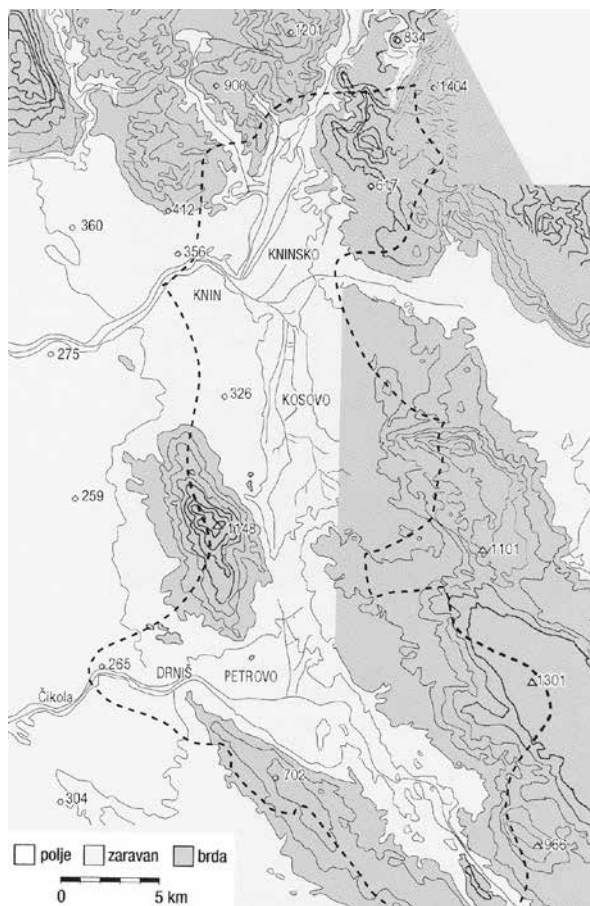 1201
834
900
1404
617
412
360
356
KNINSKO
KNIN
275
326
KOSOVO
259
1148
1101
265
DRNIŠ
PETROVO
1301
Čikola
702
304
966
polje
zaravan
brda
0
5 km